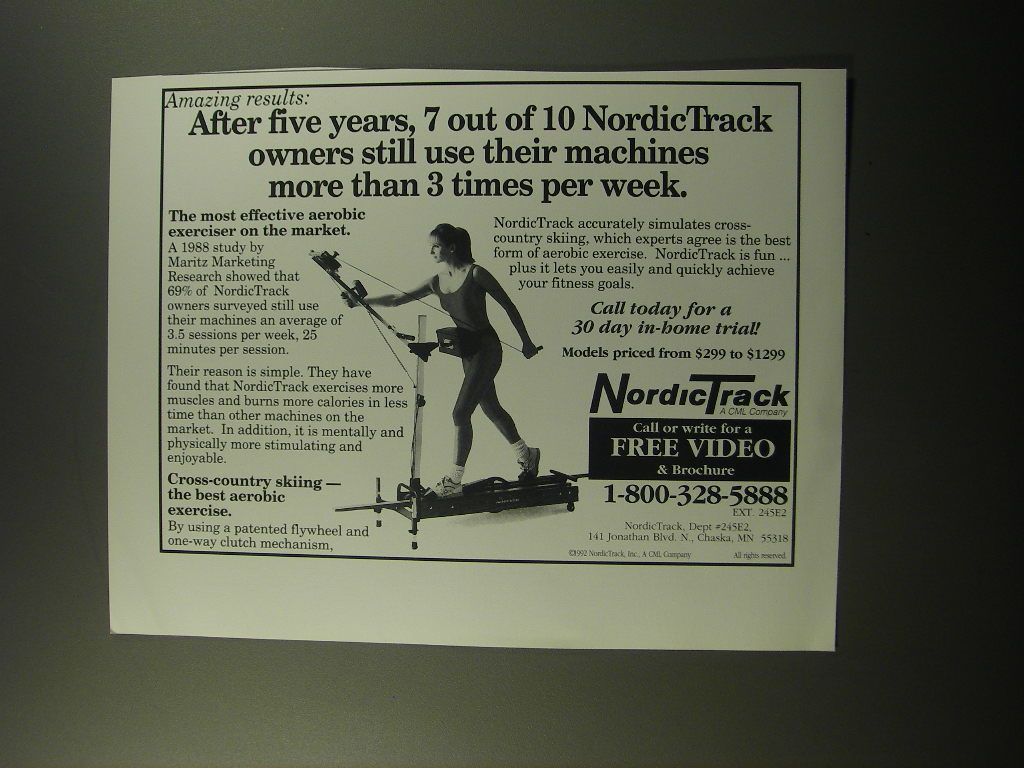 Amazing results:
After five years, 7 out of 10 NordicTrack
owners still use their machines
more than 3 times per week.
The most effective aerobic
exerciser on the market.
A 1988 study by
Maritz Marketing
Research showed that
69% of NordicTrack
owners surveyed still use
their machines an average of
3.5 sessions per week, 25
minutes per session.
Their reason is simple. They have
found that NordicTrack exercises more
muscles and burns more calories in less
time than other machines on the
market. In addition, it is mentally and
physically more stimulating and
enjoyable.
Cross-country skiing —
the best aerobic
exercise.
By using a patented flywheel and
one-way clutch mechanism,
NordicTrack accurately simulates cross-
country skiing, which experts agree is the best
form of aerobic exercise. NordicTrack is fun ...
plus it lets you easily and quickly achieve
your fitness goals.
Call today for a
30 day in-home trial!
Models priced from $299 to $1299
NordicTrack
A CML Company
Call or write for a
FREE VIDEO
& Brochure
1-800-328-5888
EXT. 245E2
NordicTrack, Dept #245E2,
141 Jonathan Blvd. N., Chaska, MN 55318
©1992 NordicTrack, Inc., A CML Company All rights reserved.